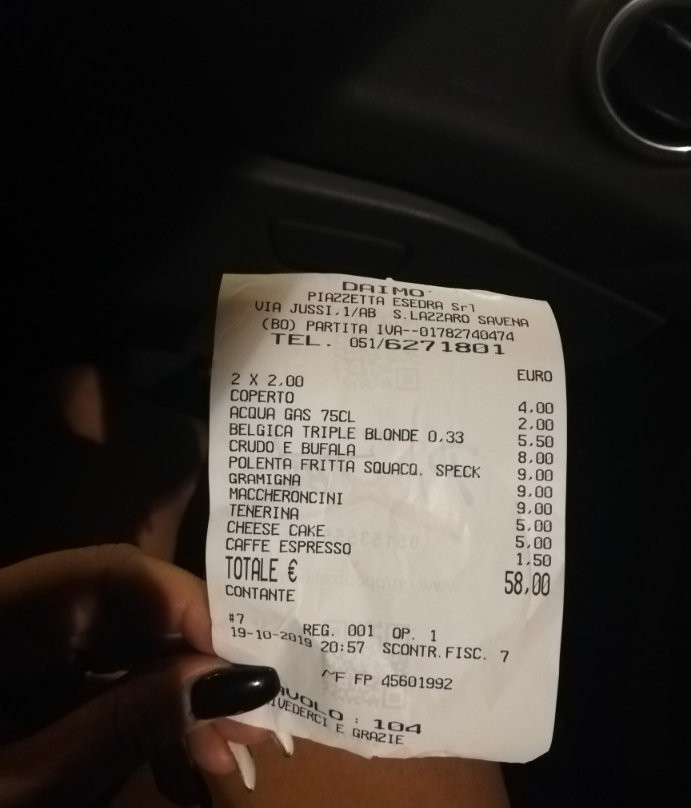 DAIMO'
PIAZZETTA ESEDRA Srl
VIA JUSSI,1/AB S.LAZZARO SAVENA
(BO) PARTITA IVA--01782740474
TEL. 051/6271801
EURO
2 X 2,00
COPERTO 4,00
ACQUA GAS 75CL 2,00
BELGICA TRIPLE BLONDE 0.33 5,50
CRUDO E BUFALA 8,00
POLENTA FRITTA SQUACQ. SPECK 9,00
GRAMIGNA 9,00
MACCHERONCINI 9,00
TENERINA 5,00
CHEESE CAKE 5,00
CAFFE ESPRESSO 1,50
TOTALE € 58,00
CONTANTE
#7 REG. 001 OP. 1
19-10-2019 20:57 SCONTR.FISC. 7
MF FP 45601992
AVOLO : 104
IVEDERCI E GRAZIE